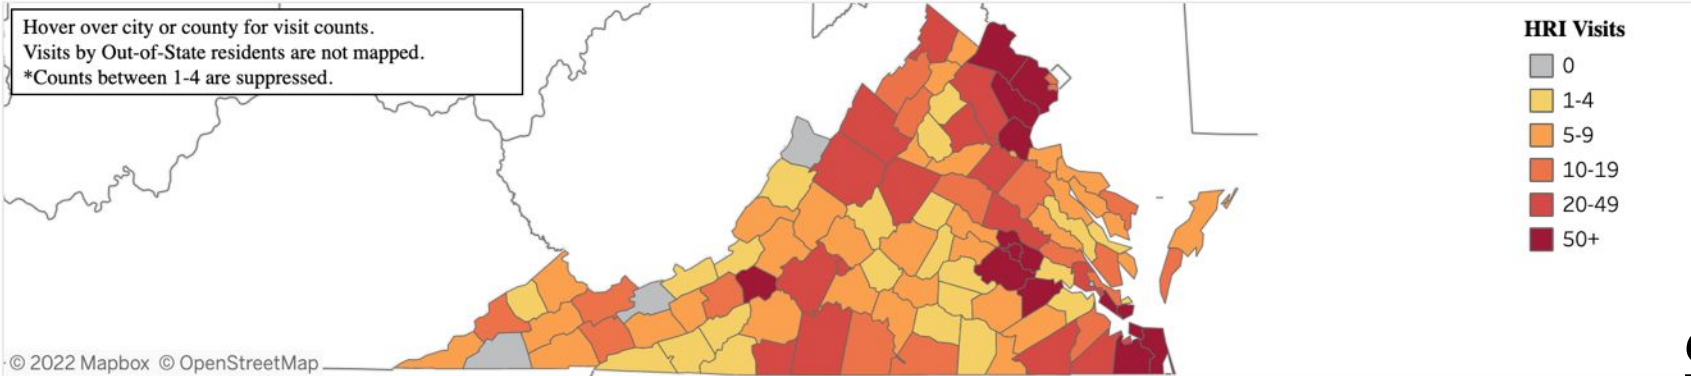 Hover over city or county for visit counts.
Visits by Out-of-State residents are not mapped.
*Counts between 1-4 are suppressed.
HRI Visits
0
1-4
5-9
10-19
20-49
50+
© 2022 Mapbox © OpenStreetMap